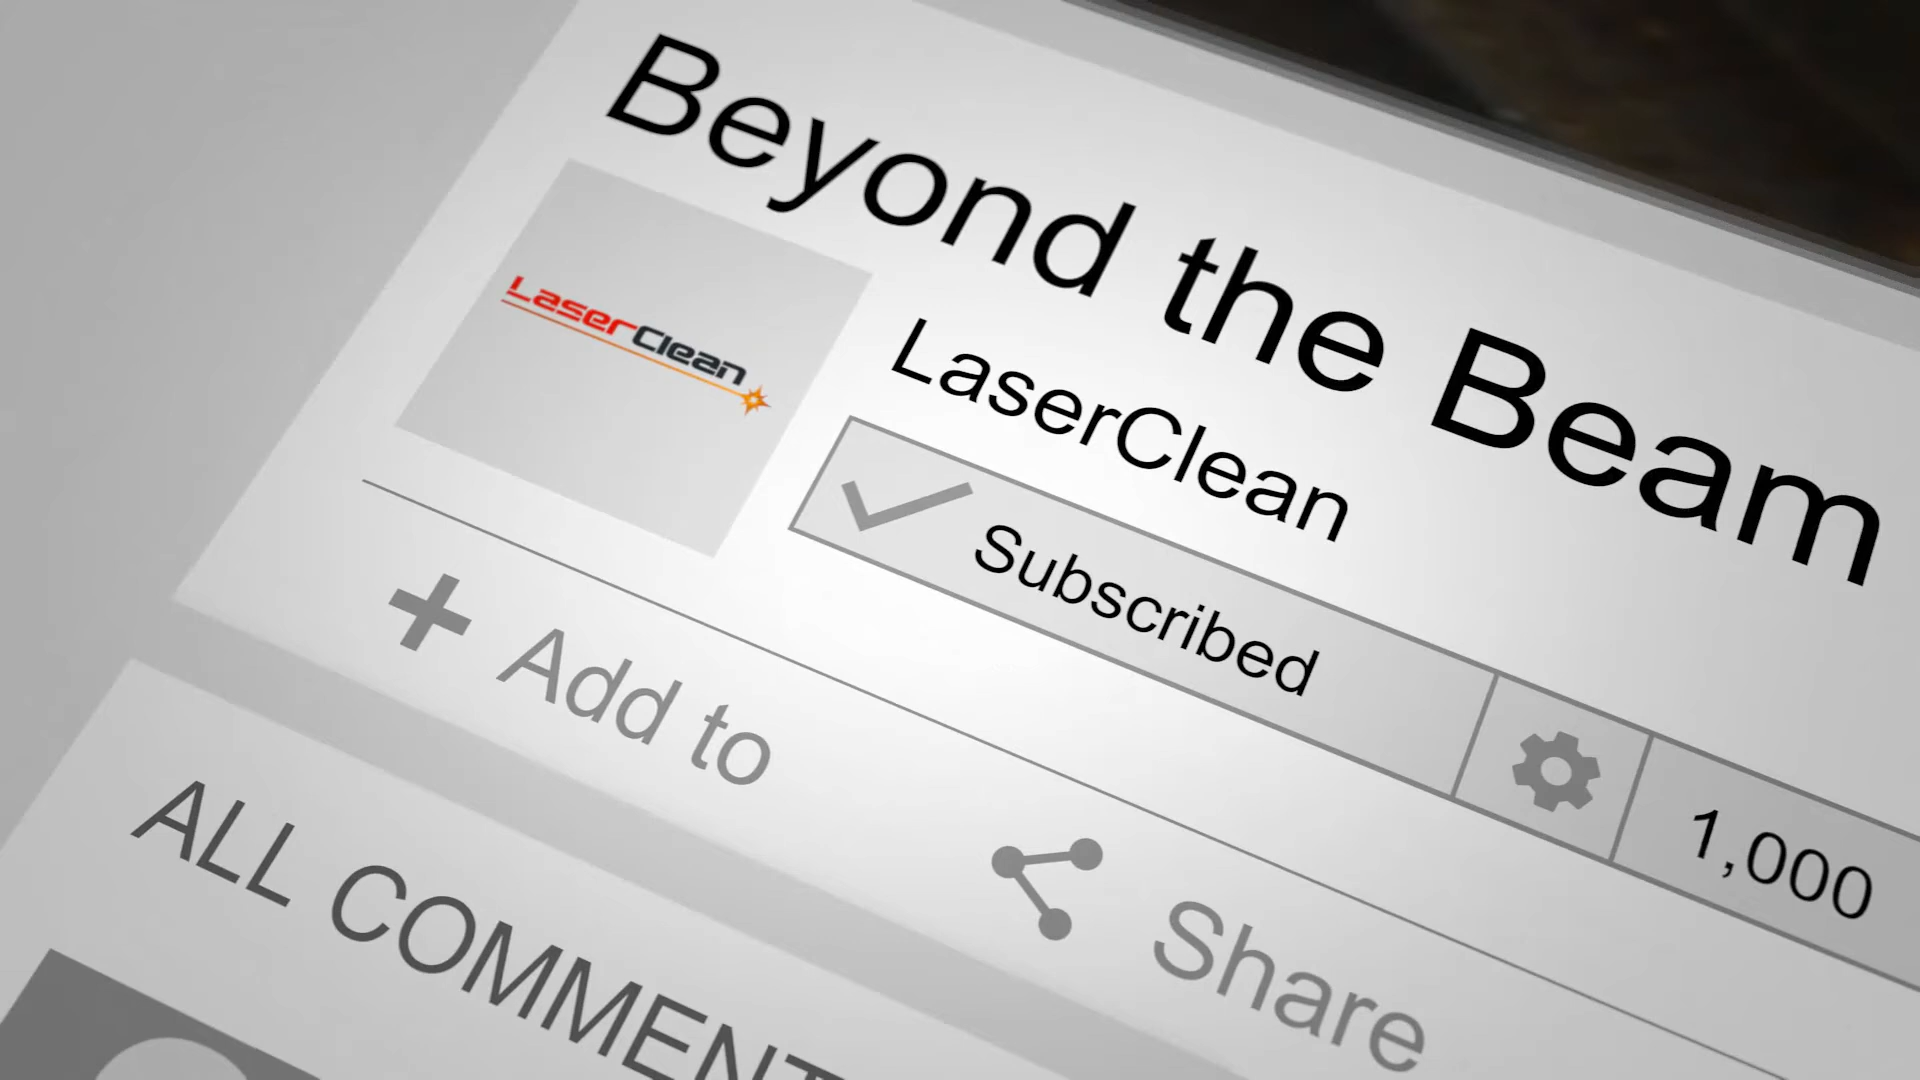 Beyond the Beam
LaserClean
LaserClean
Subscribed
1,000
Add to
Share
ALL COMMENT